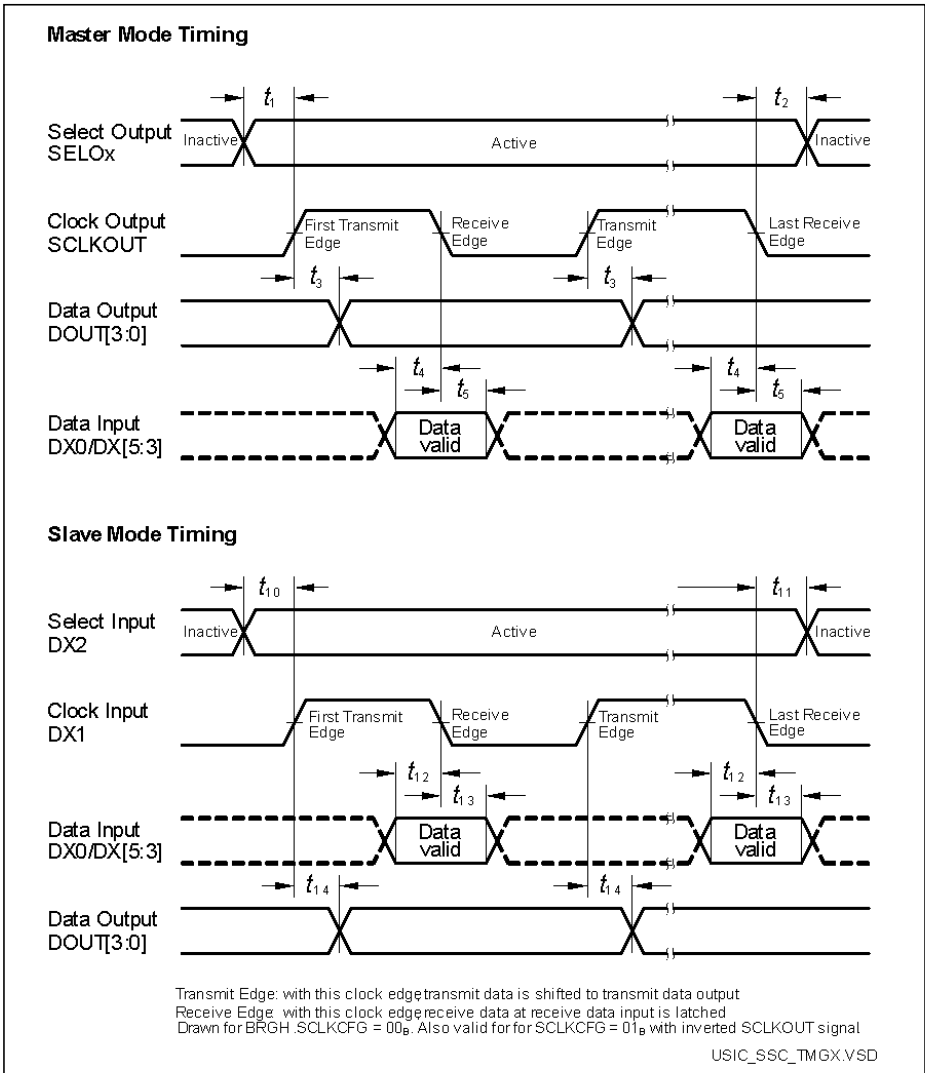 Master Mode Timing
t1
t2
Select Output
SELOx
Inactive
Active
Inactive
Clock Output
SCLKOUT
First Transmit
Edge
Receive
Edge
Transmit
Edge
Last Receive
Edge
t3
t3
Data Output
DOUT[3:0]
t4
t5
t4
t5
Data Input
DX0/DX[5:3]
Data
valid
Data
valid
Slave Mode Timing
t10
t11
Select Input
DX2
Inactive
Active
Inactive
Clock Input
DX1
First Transmit
Edge
Receive
Edge
Transmit
Edge
Last Receive
Edge
t12
t13
t12
t13
Data Input
DX0/DX[5:3]
Data
valid
Data
valid
t14
t14
Data Output
DOUT[3:0]
Transmit Edge: with this clock edge,transmit data is shifted to transmit data output
Receive Edge: with this clock edge,receive data at receive data input is latched
Drawn for BRGH .SCLKCFG = 00B. Also valid for for SCLKCFG = 01B with inverted SCLKOUT signal
USIC_SSC_TMGX.VSD